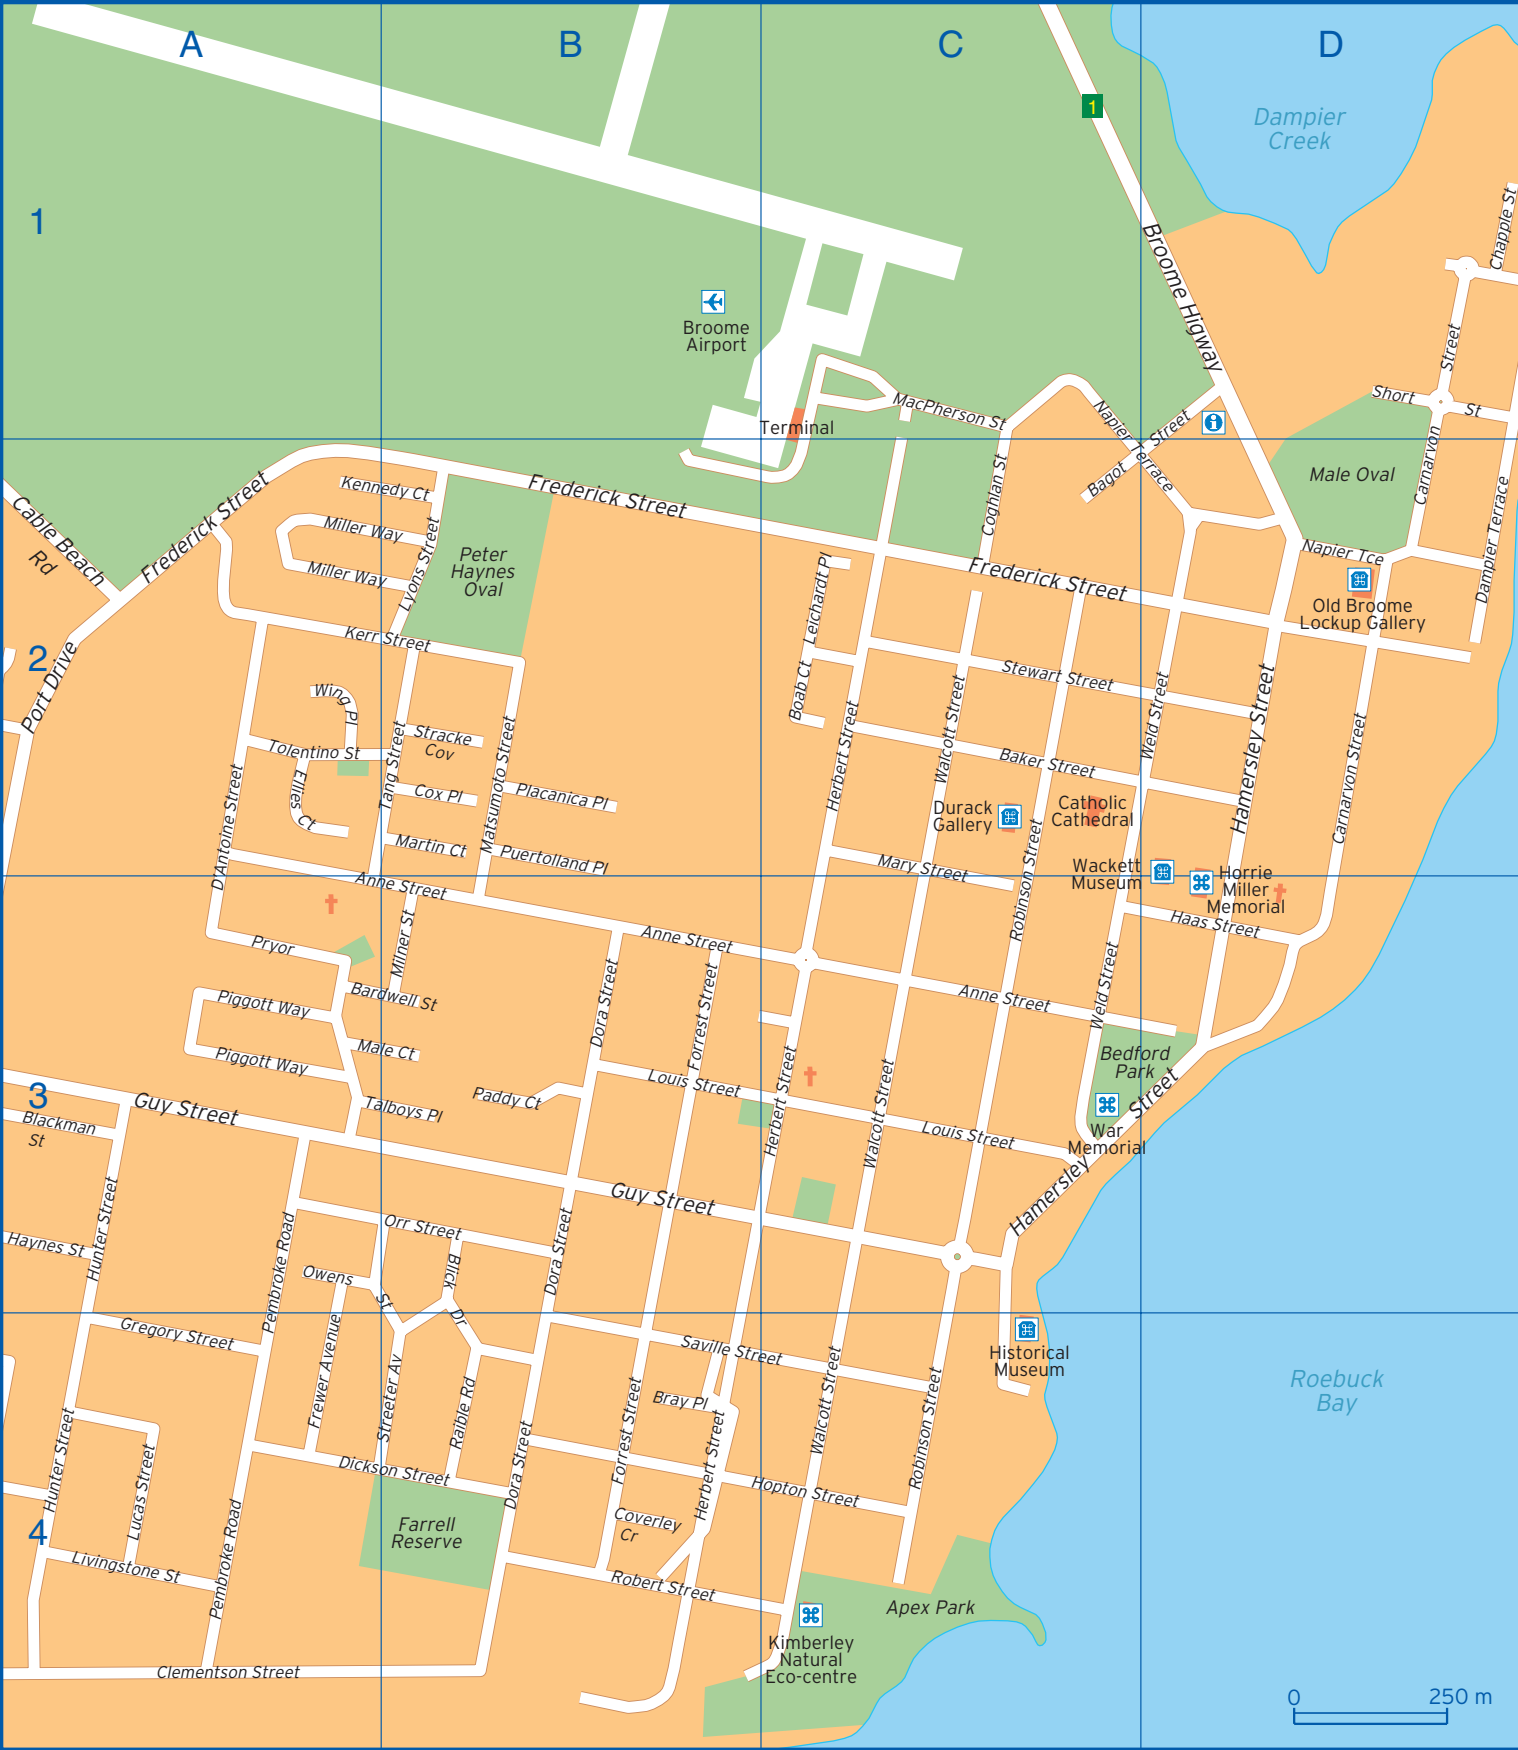 A
B
C
D
1
Dampier
Creek
1
Chapple St
Broome Higway
Broome
Airport
Street
Short
St
MacPherson St
Napier Terrace
Bagot Street
Terminal
Carnarvon
Male Oval
Kennedy Ct
Frederick Street
Frederick Street
Cable Beach
Rd
Miller Way
Miller Way
Lyons Street
Peter
Haynes
Oval
Coghlan St
Dampier Terrace
Napier Tce
Frederick Street
Leichardt Pl
Old Broome
Lockup Gallery
Kerr Street
2
Port Drive
Wing Pl
Boab Ct
Stewart Street
Weld Street
Hamersley Street
Walcott Street
Herbert Street
Stracke
Cov
Tolentino St
Tang Street
Matsumoto Street
Baker Street
Carnarvon Street
D'Antoine Street
Ellies
Ct
Cox Pl
Placanica Pl
Durack
Gallery
Catholic
Cathedral
Robinson Street
Martin Ct
Puertolland Pl
Mary Street
Wackett
Museum
Horrie
Miller
Memorial
Anne Street
Haas Street
Milner St
Pryor
Anne Street
Dora Street
Forrest Street
Weld Street
Bardwell St
Piggott Way
Anne Street
Male Ct
Piggott Way
Bedford
Park
3
Guy Street
Talboys Pl
Paddy Ct
Louis Street
Herbert Street
Walcott Street
Blackman
St
Louis Street
War
Memorial
Hamersley
Street
Hunter Street
Guy Street
Haynes St
Orr Street
Pembroke Road
Dora Street
Owens
St
Blick
Dr
Gregory Street
Frewer Avenue
Saville Street
Historical
Museum
Streeter Av
Raible Rd
Walcott Street
Robinson Street
Roebuck
Bay
Bray Pl
Forrest Street
Herbert Street
Hunter Street
Lucas Street
Dickson Street
Dora Street
Hopton Street
4
Farrell
Reserve
Coverley
Cr
Livingstone St
Pembroke Road
Robert Street
Apex Park
Kimberley
Natural
Eco-centre
Clementson Street
0
250 m